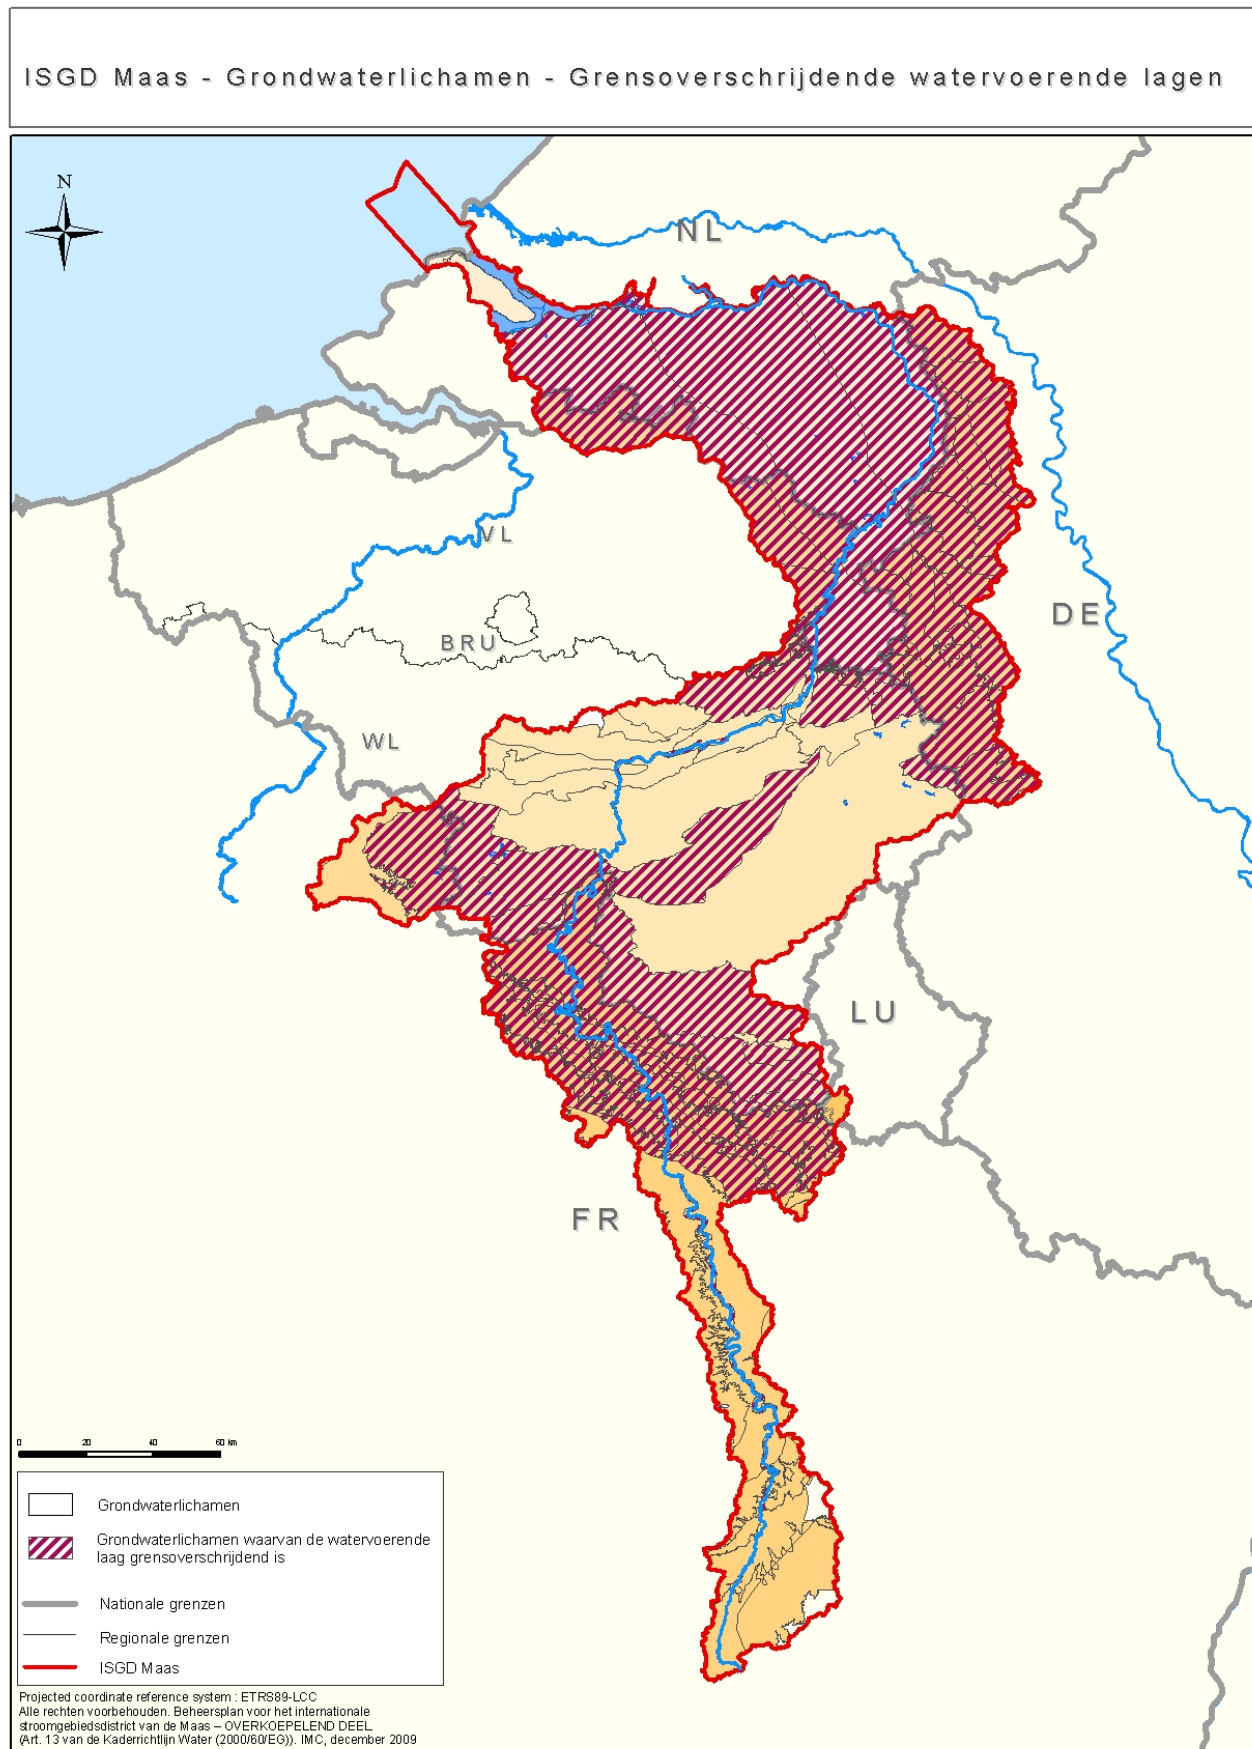 ISGD Maas - Grondwaterlichamen - Grensoverschrijdende watervoerende lagen
N
NL
VL
DE
BRU
WL
LU
FR
0 20 40 60 km
Grondwaterlichamen
Grondwaterlichamen waarvan de watervoerende
laag grensoverschrijdend is
Nationale grenzen
Regionale grenzen
ISGD Maas
Projected coordinate reference system : ETRS89-LCC
Alle rechten voorbehouden. Beheersplan voor het internationale
stroomgebiedsdistrict van de Maas – OVERKOEPELEND DEEL
(Art. 13 van de Kaderrichtlijn Water (2000/60/EG)). IMC, december 2009